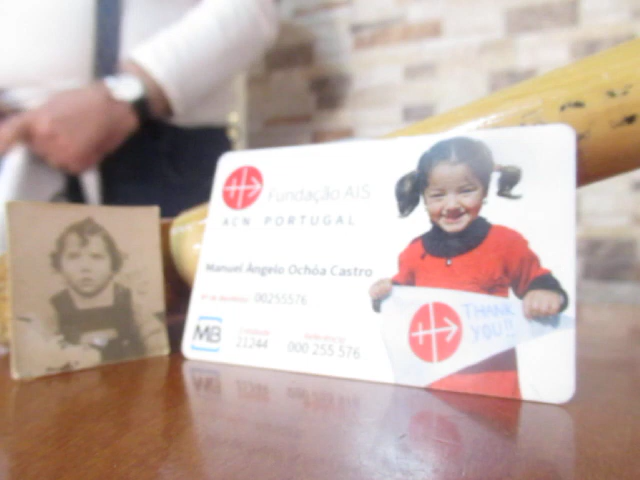 Fundação AIS
ACN PORTUGAL
Manuel Ângelo Ochôa Castro
00255576
MB
21244
000 255 576
THANK
YOU!!